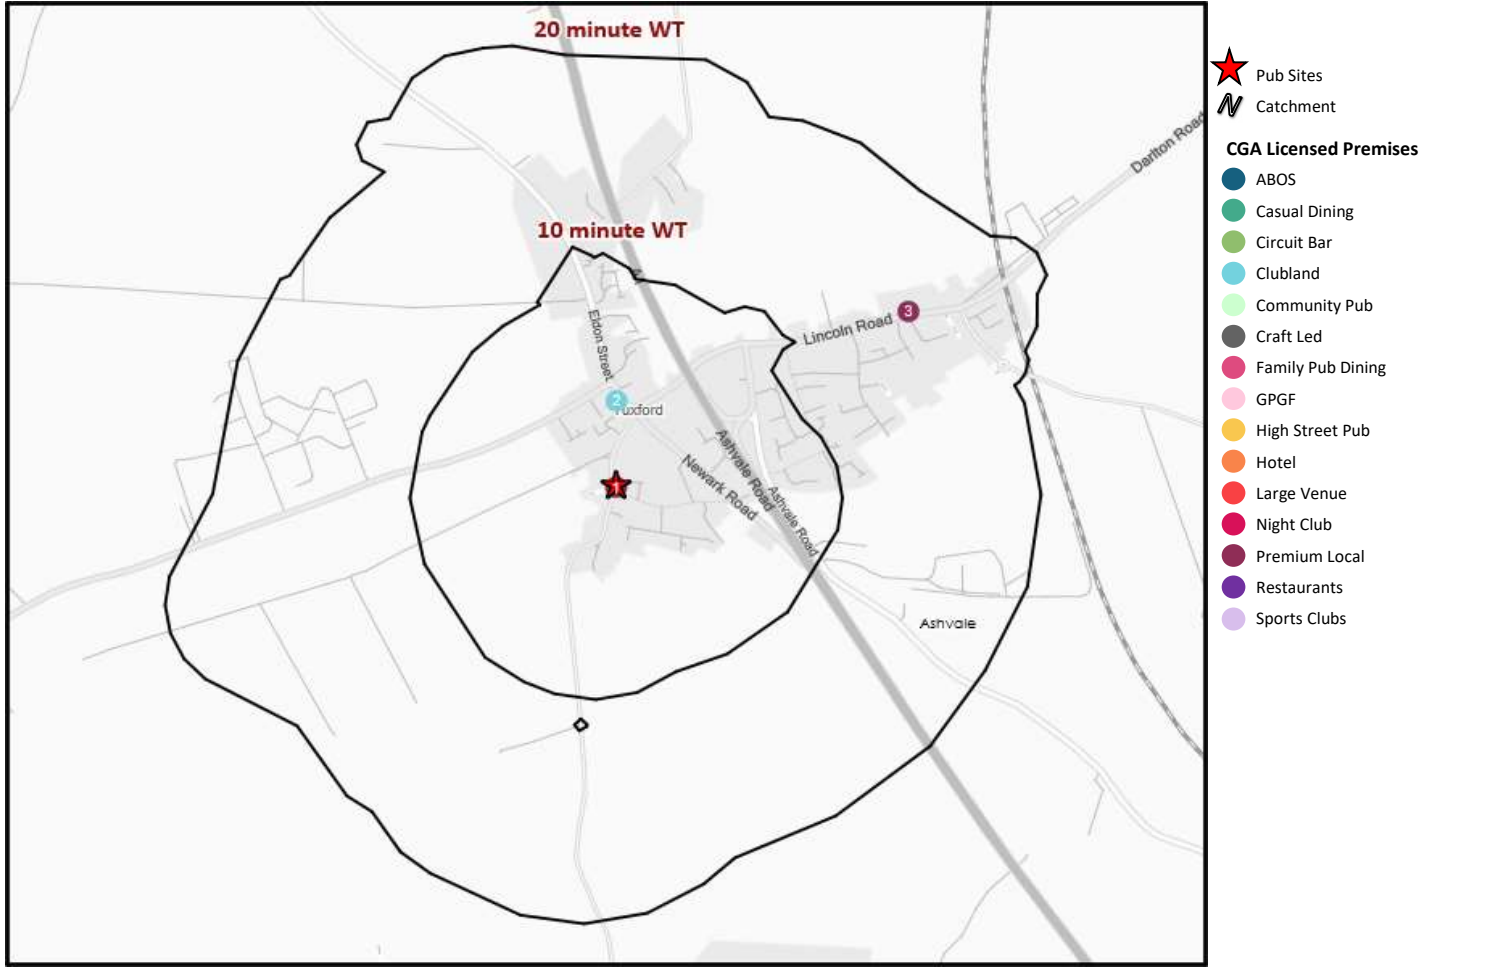 20 minute WT
10 minute WT
Darlton Road
Eldon Street
Lincoln Road
3
2
Tuxford
Ashvale Road
Newark Road
Ashvale Road
1
Ashvale
Pub Sites
Catchment
CGA Licensed Premises
ABOS
Casual Dining
Circuit Bar
Clubland
Community Pub
Craft Led
Family Pub Dining
GPGF
High Street Pub
Hotel
Large Venue
Night Club
Premium Local
Restaurants
Sports Clubs